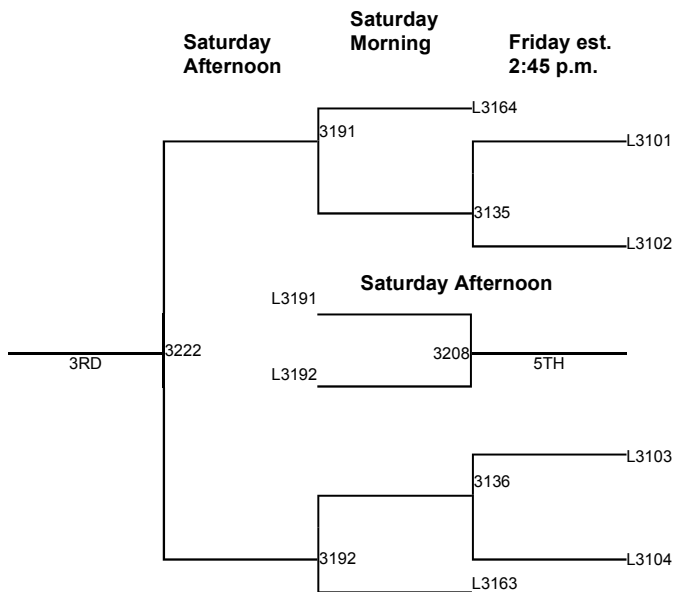 Saturday
Afternoon
Saturday
Morning
Friday est.
2:45 p.m.
L3164
3191
L3101
3135
L3102
Saturday Afternoon
L3191
3222
3208
3RD
5TH
L3192
L3103
3136
3192
L3104
L3163